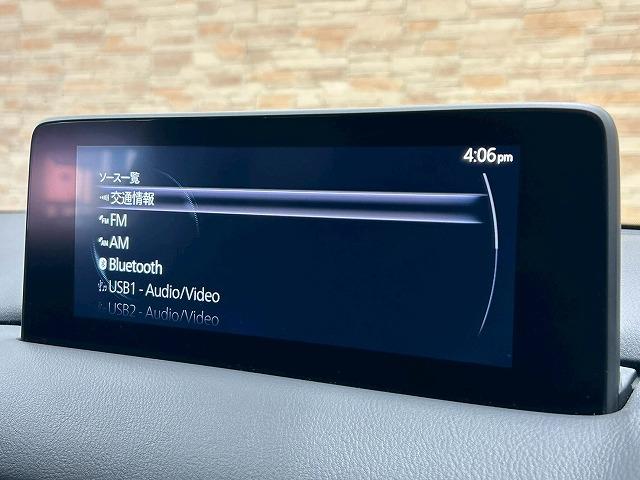 4:06pm
ソース一覧
交通情報
FM
AM
Bluetooth
USB1 - Audio/Video
USB2 - Audio/Video